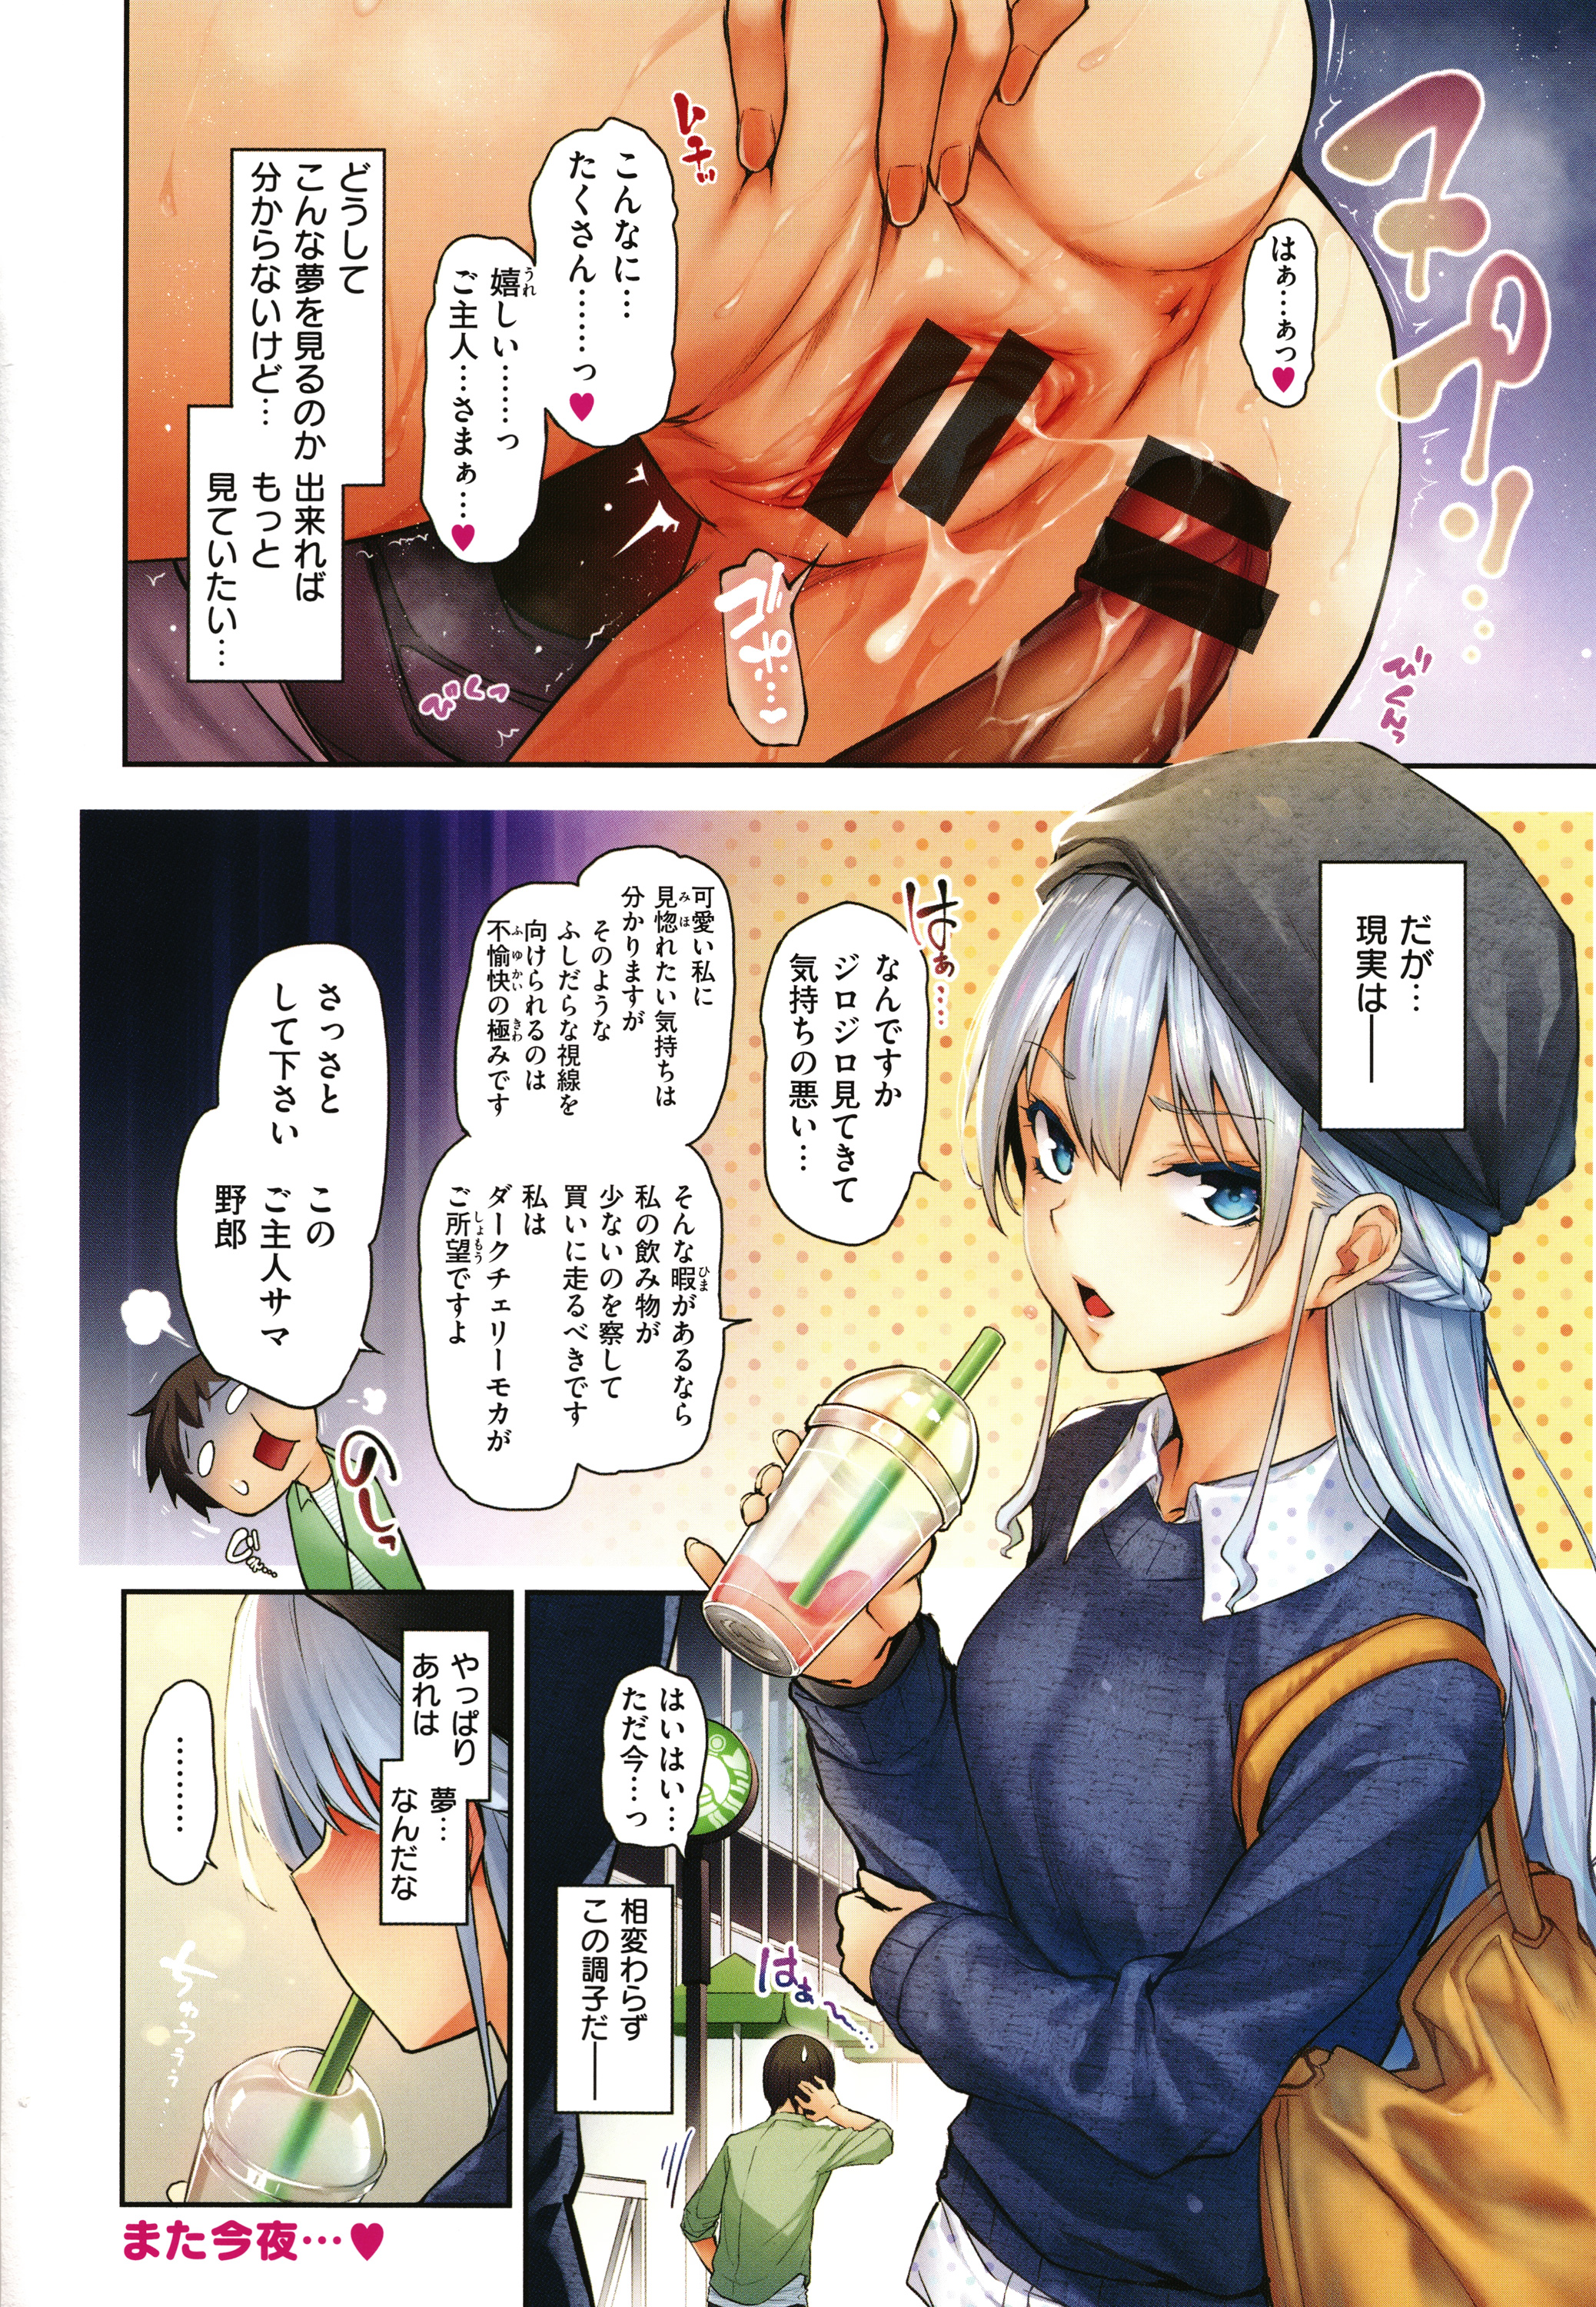 はぁ…ぁっ♥
こんなに…
たくさん……っ♥
嬉しい……っ
ご主人…さまぁ…♥
どうして
こんな夢を見るのか
分からないけど…
出来れば
もっと
見ていたい…
びくんっ
びくっ
だが…
現実は──
はぁ…
なんですか
ジロジロ見てきて
気持ちの悪い…
可愛い私に
見惚れたい気持ちは
分かりますが
そのような
ふしだらな視線を
向けられるのは
不愉快の極みです
そんな暇があるなら
私の飲み物が
少ないのを察して
買いに走るべきです
私は
ダークチェリーモカが
ご所望ですよ
さっさと
して下さい
この
ご主人サマ
野郎
のーっ
はいはい…
ただ今…っ
相変わらず
この調子だ──
はぁ〜…
やっぱり
あれは
夢…
なんだな
………
ちゅううぅ…
また今夜…♥